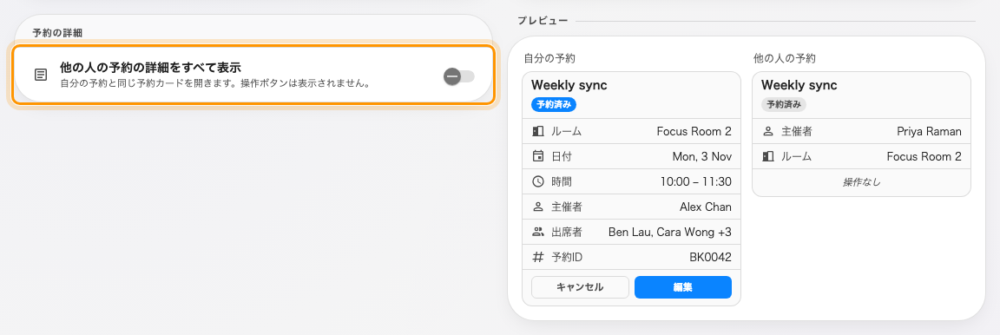 予約の詳細
他の人の予約の詳細をすべて表示
自分の予約と同じ予約カードを開きます。操作ボタンは表示されません。
プレビュー
自分の予約
Weekly sync
予約済み
ルーム Focus Room 2
日付 Mon, 3 Nov
時間 10:00 – 11:30
主催者 Alex Chan
出席者 Ben Lau, Cara Wong +3
予約ID BK0042
キャンセル 編集
他の人の予約
Weekly sync
予約済み
主催者 Priya Raman
ルーム Focus Room 2
操作なし